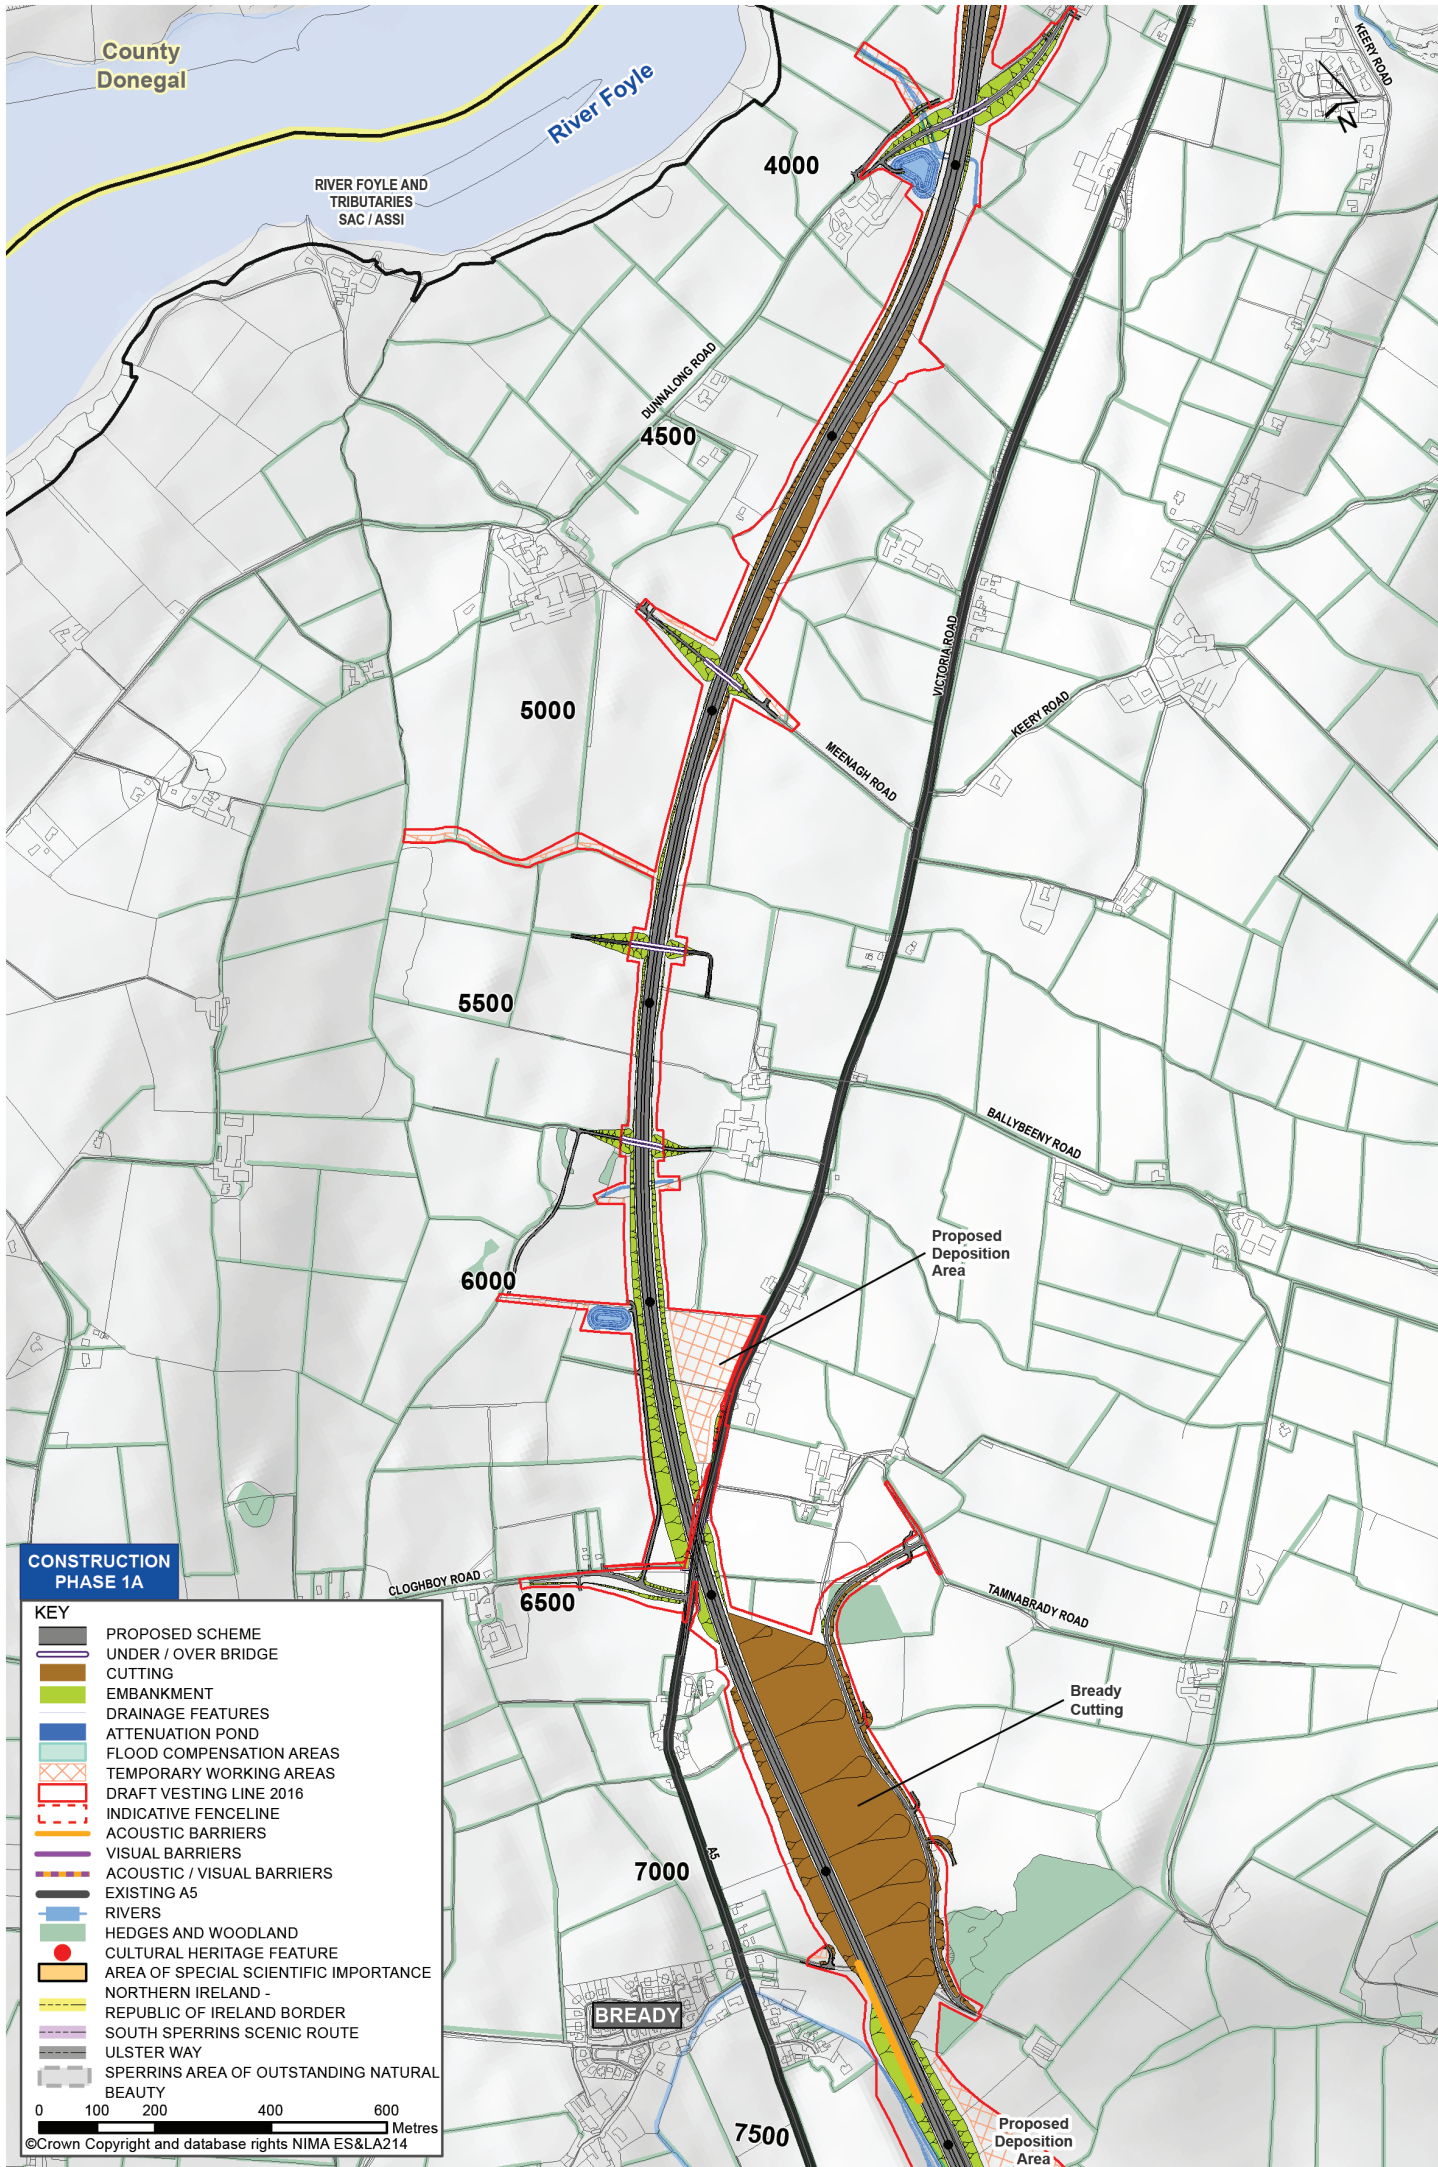 County
Donegal
River Foyle
KEERY ROAD
N
4000
RIVER FOYLE AND
TRIBUTARIES
SAC / ASSI
DUNNALONG ROAD
4500
VICTORIA ROAD
5000
KEERY ROAD
MEENAGH ROAD
5500
BALLYBEENY ROAD
Proposed
Deposition
Area
6000
CLOGHBOY ROAD
6500
TAMNABRADY ROAD
Bready
Cutting
A5
7000
BREADY
7500
Proposed
Deposition
Area
CONSTRUCTION
PHASE 1A
KEY
PROPOSED SCHEME
UNDER / OVER BRIDGE
CUTTING
EMBANKMENT
DRAINAGE FEATURES
ATTENUATION POND
FLOOD COMPENSATION AREAS
TEMPORARY WORKING AREAS
DRAFT VESTING LINE 2016
INDICATIVE FENCELINE
ACOUSTIC BARRIERS
VISUAL BARRIERS
ACOUSTIC / VISUAL BARRIERS
EXISTING A5
RIVERS
HEDGES AND WOODLAND
CULTURAL HERITAGE FEATURE
AREA OF SPECIAL SCIENTIFIC IMPORTANCE
NORTHERN IRELAND -
REPUBLIC OF IRELAND BORDER
SOUTH SPERRINS SCENIC ROUTE
ULSTER WAY
SPERRINS AREA OF OUTSTANDING NATURAL
BEAUTY
0 100 200 400 600
Metres
©Crown Copyright and database rights NIMA ES&LA214